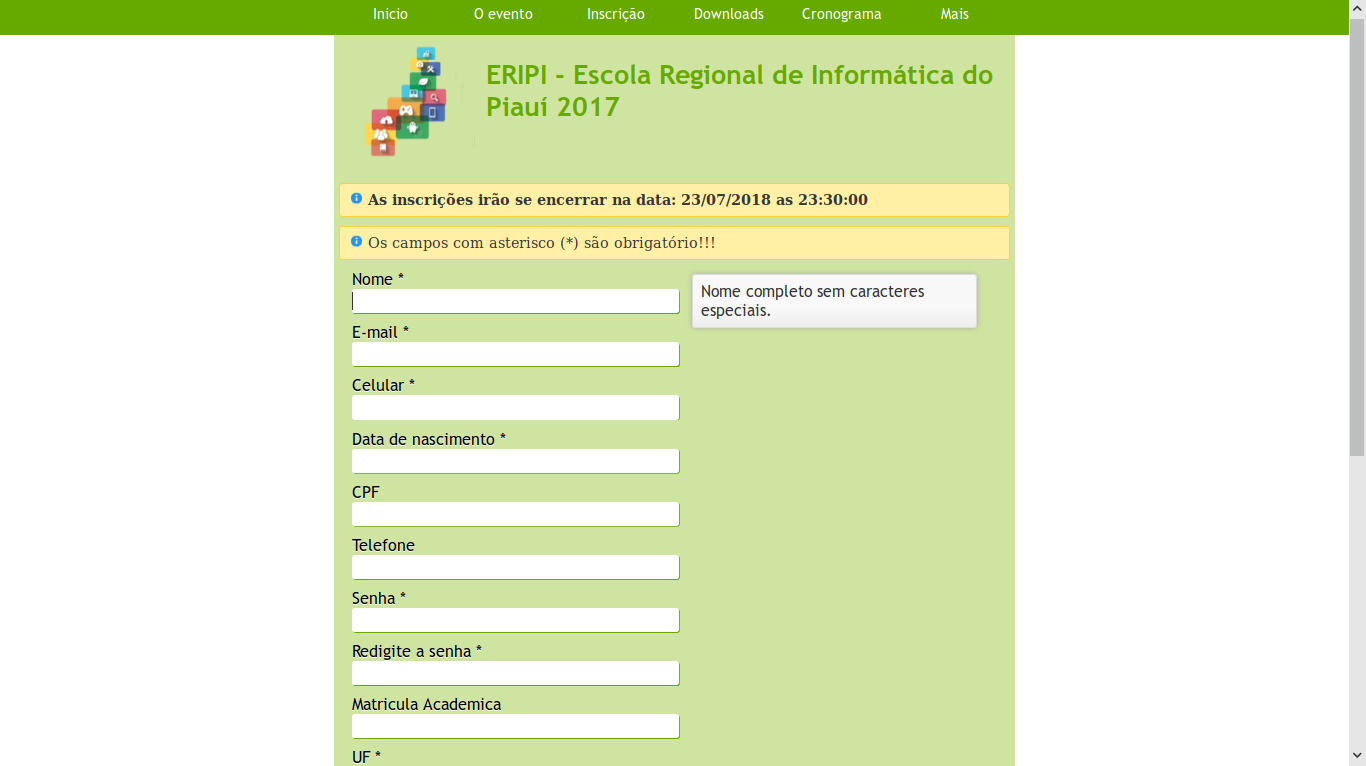 Inicio O evento Inscrição Downloads Cronograma Mais
ERIPI - Escola Regional de Informática do
Piauí 2017
As inscrições irão se encerrar na data: 23/07/2018 as 23:30:00
Os campos com asterisco (*) são obrigatório!!!
Nome *
Nome completo sem caracteres
especiais.
E-mail *
Celular *
Data de nascimento *
CPF
Telefone
Senha *
Redigite a senha *
Matricula Academica
UF *